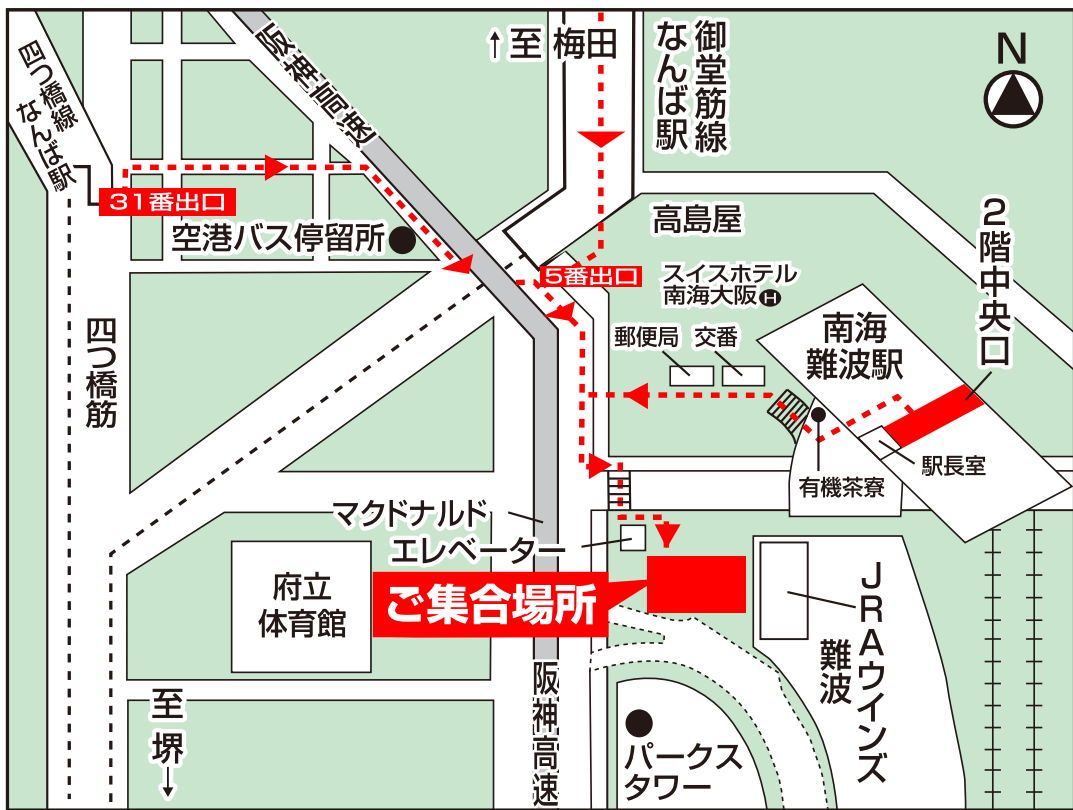 ↑至 梅田
御堂筋線
なんば駅
N
四つ橋線
なんば駅
阪神高速
31番出口
空港バス停留所
高島屋
5番出口
スイスホテル
南海大阪H
2階中央口
四つ橋筋
郵便局
交番
南海
難波駅
駅長室
有機茶寮
マクドナルド
エレベーター
府立
体育館
ご集合場所
JRAウインズ
難波
阪神高速
至堺↓
パークス
タワー